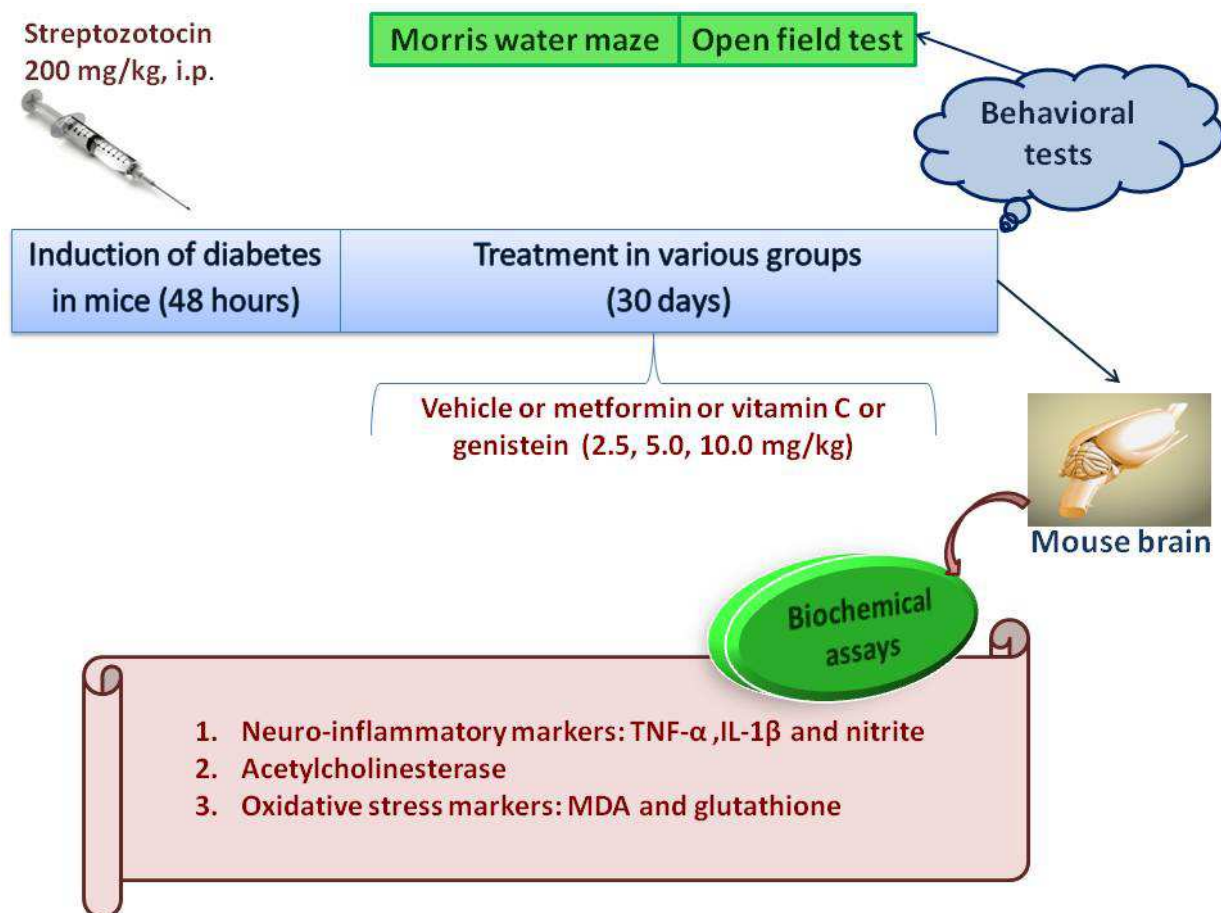 Streptozotocin
200 mg/kg, i.p.
Morris water maze
Open field test
Behavioral
tests
Induction of diabetes
in mice (48 hours)
Treatment in various groups
(30 days)
Vehicle or metformin or vitamin C or
genistein (2.5, 5.0, 10.0 mg/kg)
Mouse brain
Biochemical
assays
1. Neuro-inflammatory markers: TNF-α ,IL-1β and nitrite
2. Acetylcholinesterase
3. Oxidative stress markers: MDA and glutathione